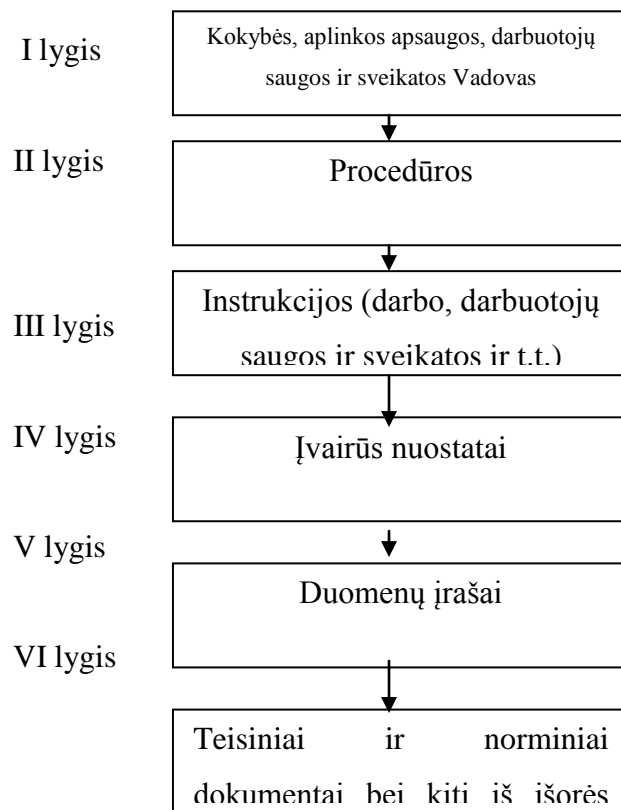 I lygis
Kokybės, aplinkos apsaugos, darbuotojų
saugos ir sveikatos Vadovas
II lygis
Procedūros
III lygis
Instrukcijos (darbo, darbuotojų
saugos ir sveikatos ir t.t.)
IV lygis
Įvairūs nuostatai
V lygis
Duomenų įrašai
VI lygis
Teisiniai ir norminiai
dokumentai bei kiti iš išorės